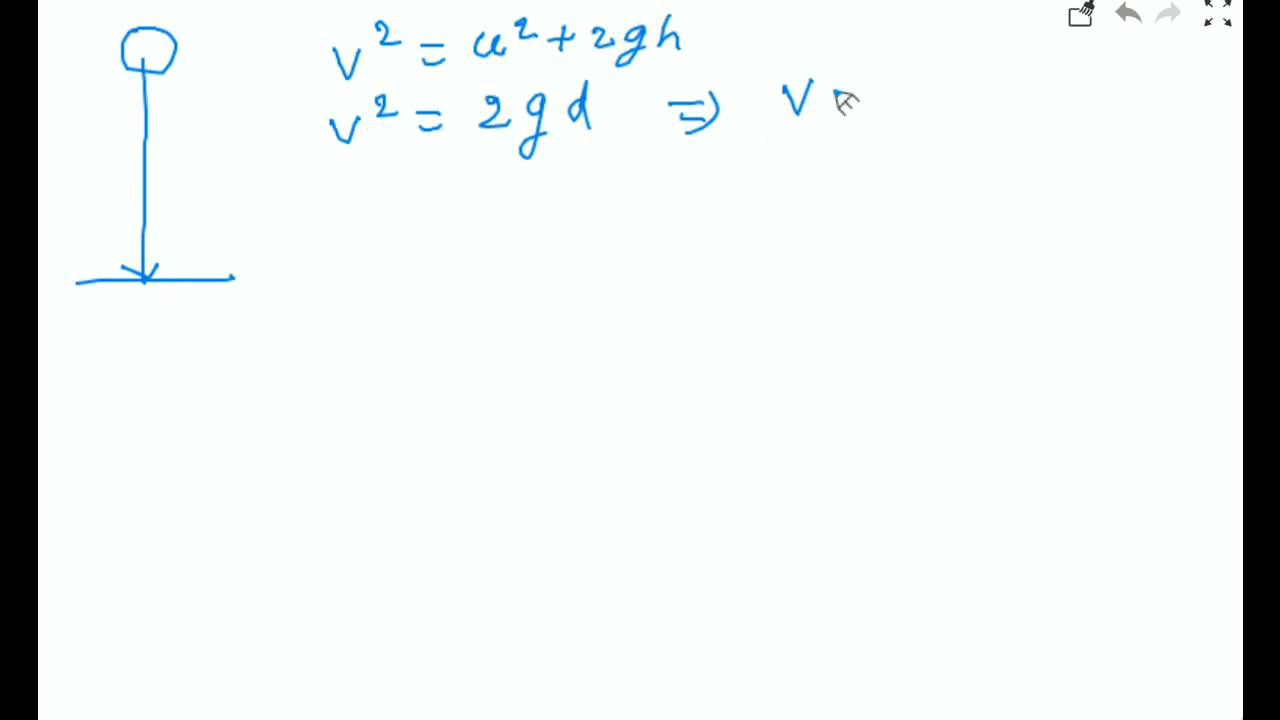 v² = u² + 2gh
v² = 2gd ⇒ v